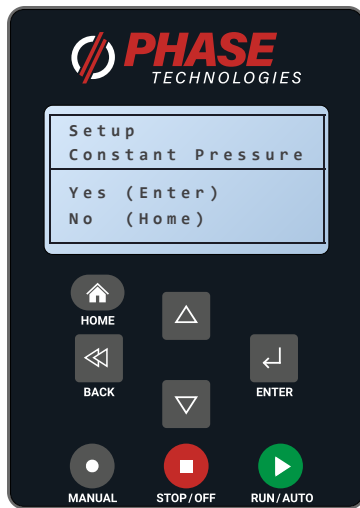 PHASE
TECHNOLOGIES
Setup
Constant Pressure
Yes (Enter)
No (Home)
HOME
BACK
ENTER
MANUAL
STOP/OFF
RUN/AUTO